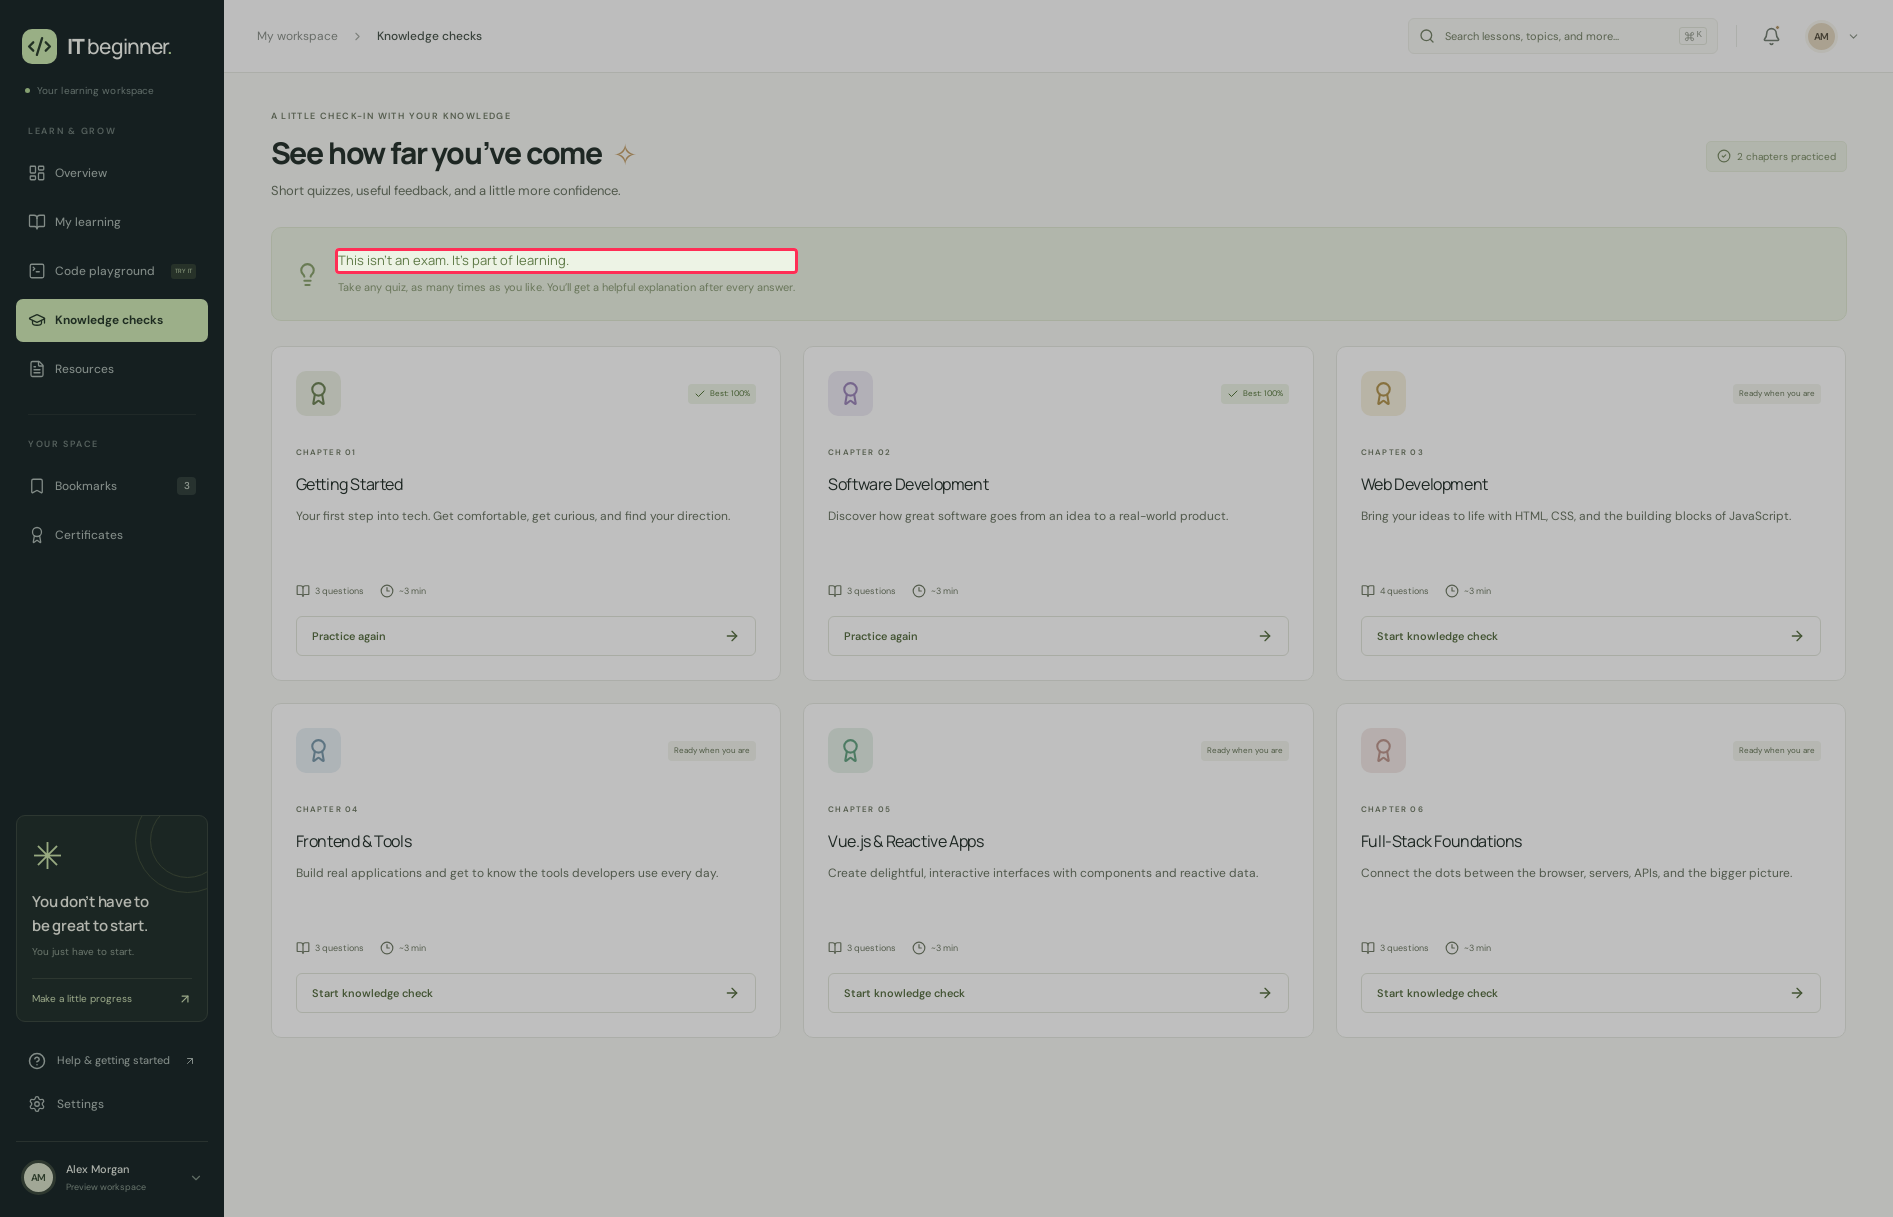 IT beginner.
Your learning workspace
LEARN & GROW
Overview
My learning
Code playground
TRY IT
Knowledge checks
Resources
YOUR SPACE
Bookmarks
3
Certificates
You don't have to
be great to start.
You just have to start.
Make a little progress
Help & getting started
Settings
AM
Alex Morgan
Preview workspace
My workspace
Knowledge checks
Search lessons, topics, and more...
⌘K
AM
A LITTLE CHECK-IN WITH YOUR KNOWLEDGE
See how far you've come
Short quizzes, useful feedback, and a little more confidence.
2 chapters practiced
This isn't an exam. It's part of learning.
Take any quiz, as many times as you like. You'll get a helpful explanation after every answer.
Best: 100%
CHAPTER 01
Getting Started
Your first step into tech. Get comfortable, get curious, and find your direction.
3 questions
~3 min
Practice again
Best: 100%
CHAPTER 02
Software Development
Discover how great software goes from an idea to a real-world product.
3 questions
~3 min
Practice again
Ready when you are
CHAPTER 03
Web Development
Bring your ideas to life with HTML, CSS, and the building blocks of JavaScript.
4 questions
~3 min
Start knowledge check
Ready when you are
CHAPTER 04
Frontend & Tools
Build real applications and get to know the tools developers use every day.
3 questions
~3 min
Start knowledge check
Ready when you are
CHAPTER 05
Vue.js & Reactive Apps
Create delightful, interactive interfaces with components and reactive data.
3 questions
~3 min
Start knowledge check
Ready when you are
CHAPTER 06
Full-Stack Foundations
Connect the dots between the browser, servers, APIs, and the bigger picture.
3 questions
~3 min
Start knowledge check